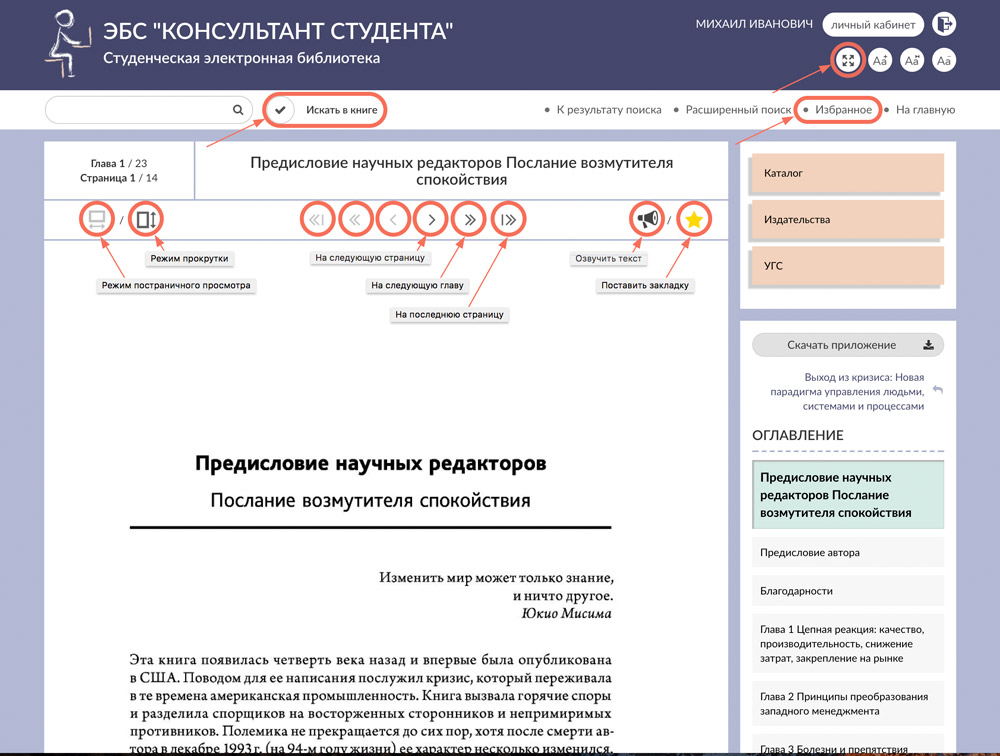 ЭБС "КОНСУЛЬТАНТ СТУДЕНТА"
Студенческая электронная библиотека
МИХАИЛ ИВАНОВИЧ
личный кабинет
Aa+
Aa
Aa-
Искать в книге
• К результату поиска • Расширенный поиск • Избранное • На главную
Глава 1 / 23
Страница 1 / 14
Предисловие научных редакторов Послание возмутителя
спокойствия
/
/
Режим прокрутки
Режим постраничного просмотра
На следующую страницу
На следующую главу
На последнюю страницу
Озвучить текст
Поставить закладку
Предисловие научных редакторов
Послание возмутителя спокойствия
Изменить мир может только знание,
и ничто другое.
Юкио Мисима
Эта книга появилась четверть века назад и впервые была опубликована
в США. Поводом для ее написания послужил кризис, который переживала
в те времена американская промышленность. Книга вызвала горячие споры
и разделила спорщиков на восторженных сторонников и непримиримых
противников. Полемика не прекращается до сих пор, хотя после смерти ав-
тора в декабре 1993 г. (на 94-м году жизни) ее характер несколько изменился.
Каталог
Издательства
УГС
Скачать приложение
Выход из кризиса: Новая
парадигма управления людьми,
системами и процессами
ОГЛАВЛЕНИЕ
Предисловие научных
редакторов Послание
возмутителя спокойствия
Предисловие автора
Благодарности
Глава 1 Цепная реакция: качество,
производительность, снижение
затрат, закрепление на рынке
Глава 2 Принципы преобразования
западного менеджмента
Глава 3 Болезни и препятствия